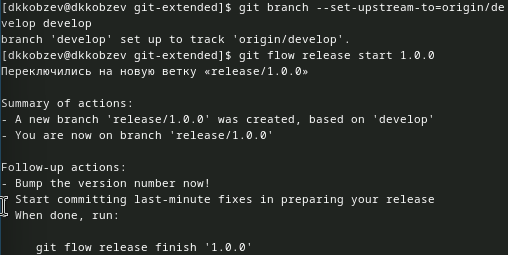 [dkkobzev@dkkobzev git-extended]$ git branch --set-upstream-to=origin/de
velop develop
branch 'develop' set up to track 'origin/develop'.
[dkkobzev@dkkobzev git-extended]$ git flow release start 1.0.0
Переключились на новую ветку «release/1.0.0»
Summary of actions:
- A new branch 'release/1.0.0' was created, based on 'develop'
- You are now on branch 'release/1.0.0'
Follow-up actions:
- Bump the version number now!
Start committing last-minute fixes in preparing your release
When done, run:
git flow release finish '1.0.0'